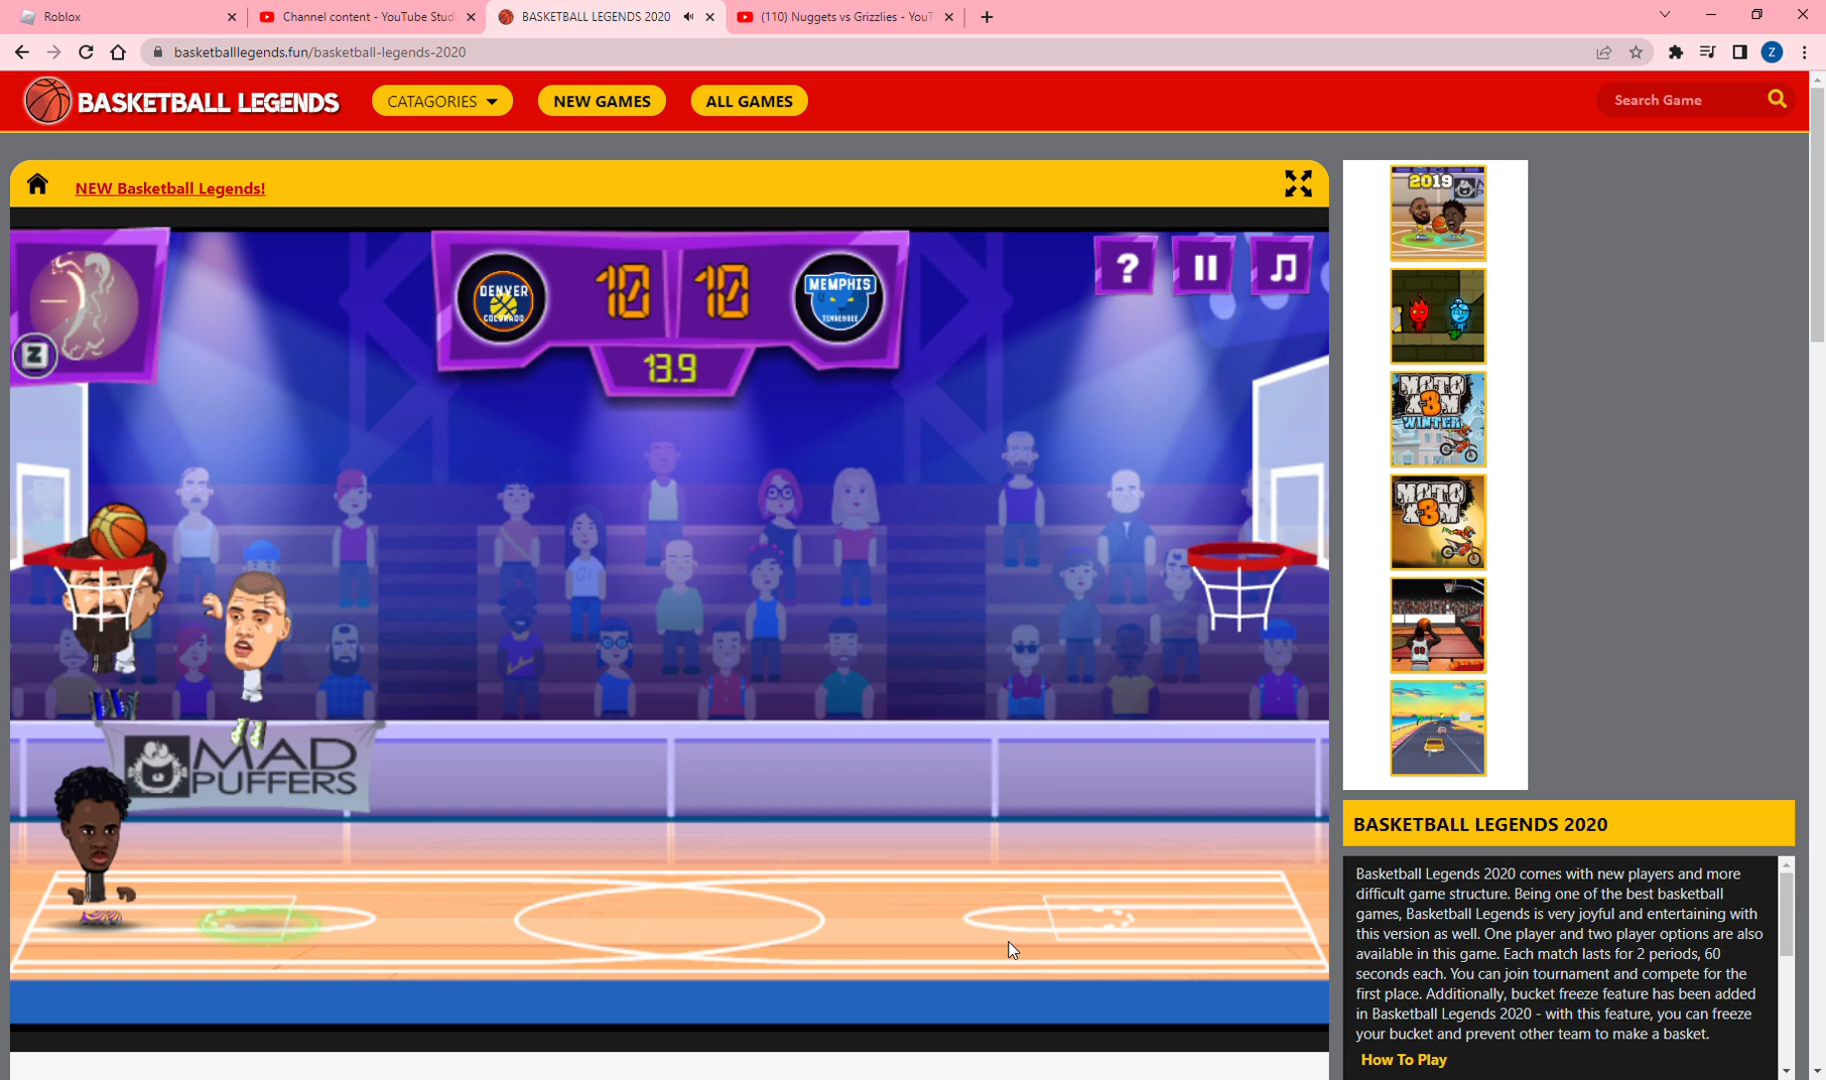 Roblox
Channel content - YouTube Stud
BASKETBALL LEGENDS 2020
(110) Nuggets vs Grizzlies - YouT
basketballlegends.fun/basketball-legends-2020
Z
BASKETBALL LEGENDS
CATAGORIES
NEW GAMES
ALL GAMES
Search Game
NEW Basketball Legends!
Z
DENVER
COLORADO
10
10
MEMPHIS
TENNESSEE
?
13.9
MAD
PUFFERS
2019
MOTO
X3M
WINTER
MOTO
X3M
BASKETBALL LEGENDS 2020
Basketball Legends 2020 comes with new players and more
difficult game structure. Being one of the best basketball
games, Basketball Legends is very joyful and entertaining with
this version as well. One player and two player options are also
available in this game. Each match lasts for 2 periods, 60
seconds each. You can join tournament and compete for the
first place. Additionally, bucket freeze feature has been added
in Basketball Legends 2020 - with this feature, you can freeze
your bucket and prevent other team to make a basket.
How To Play